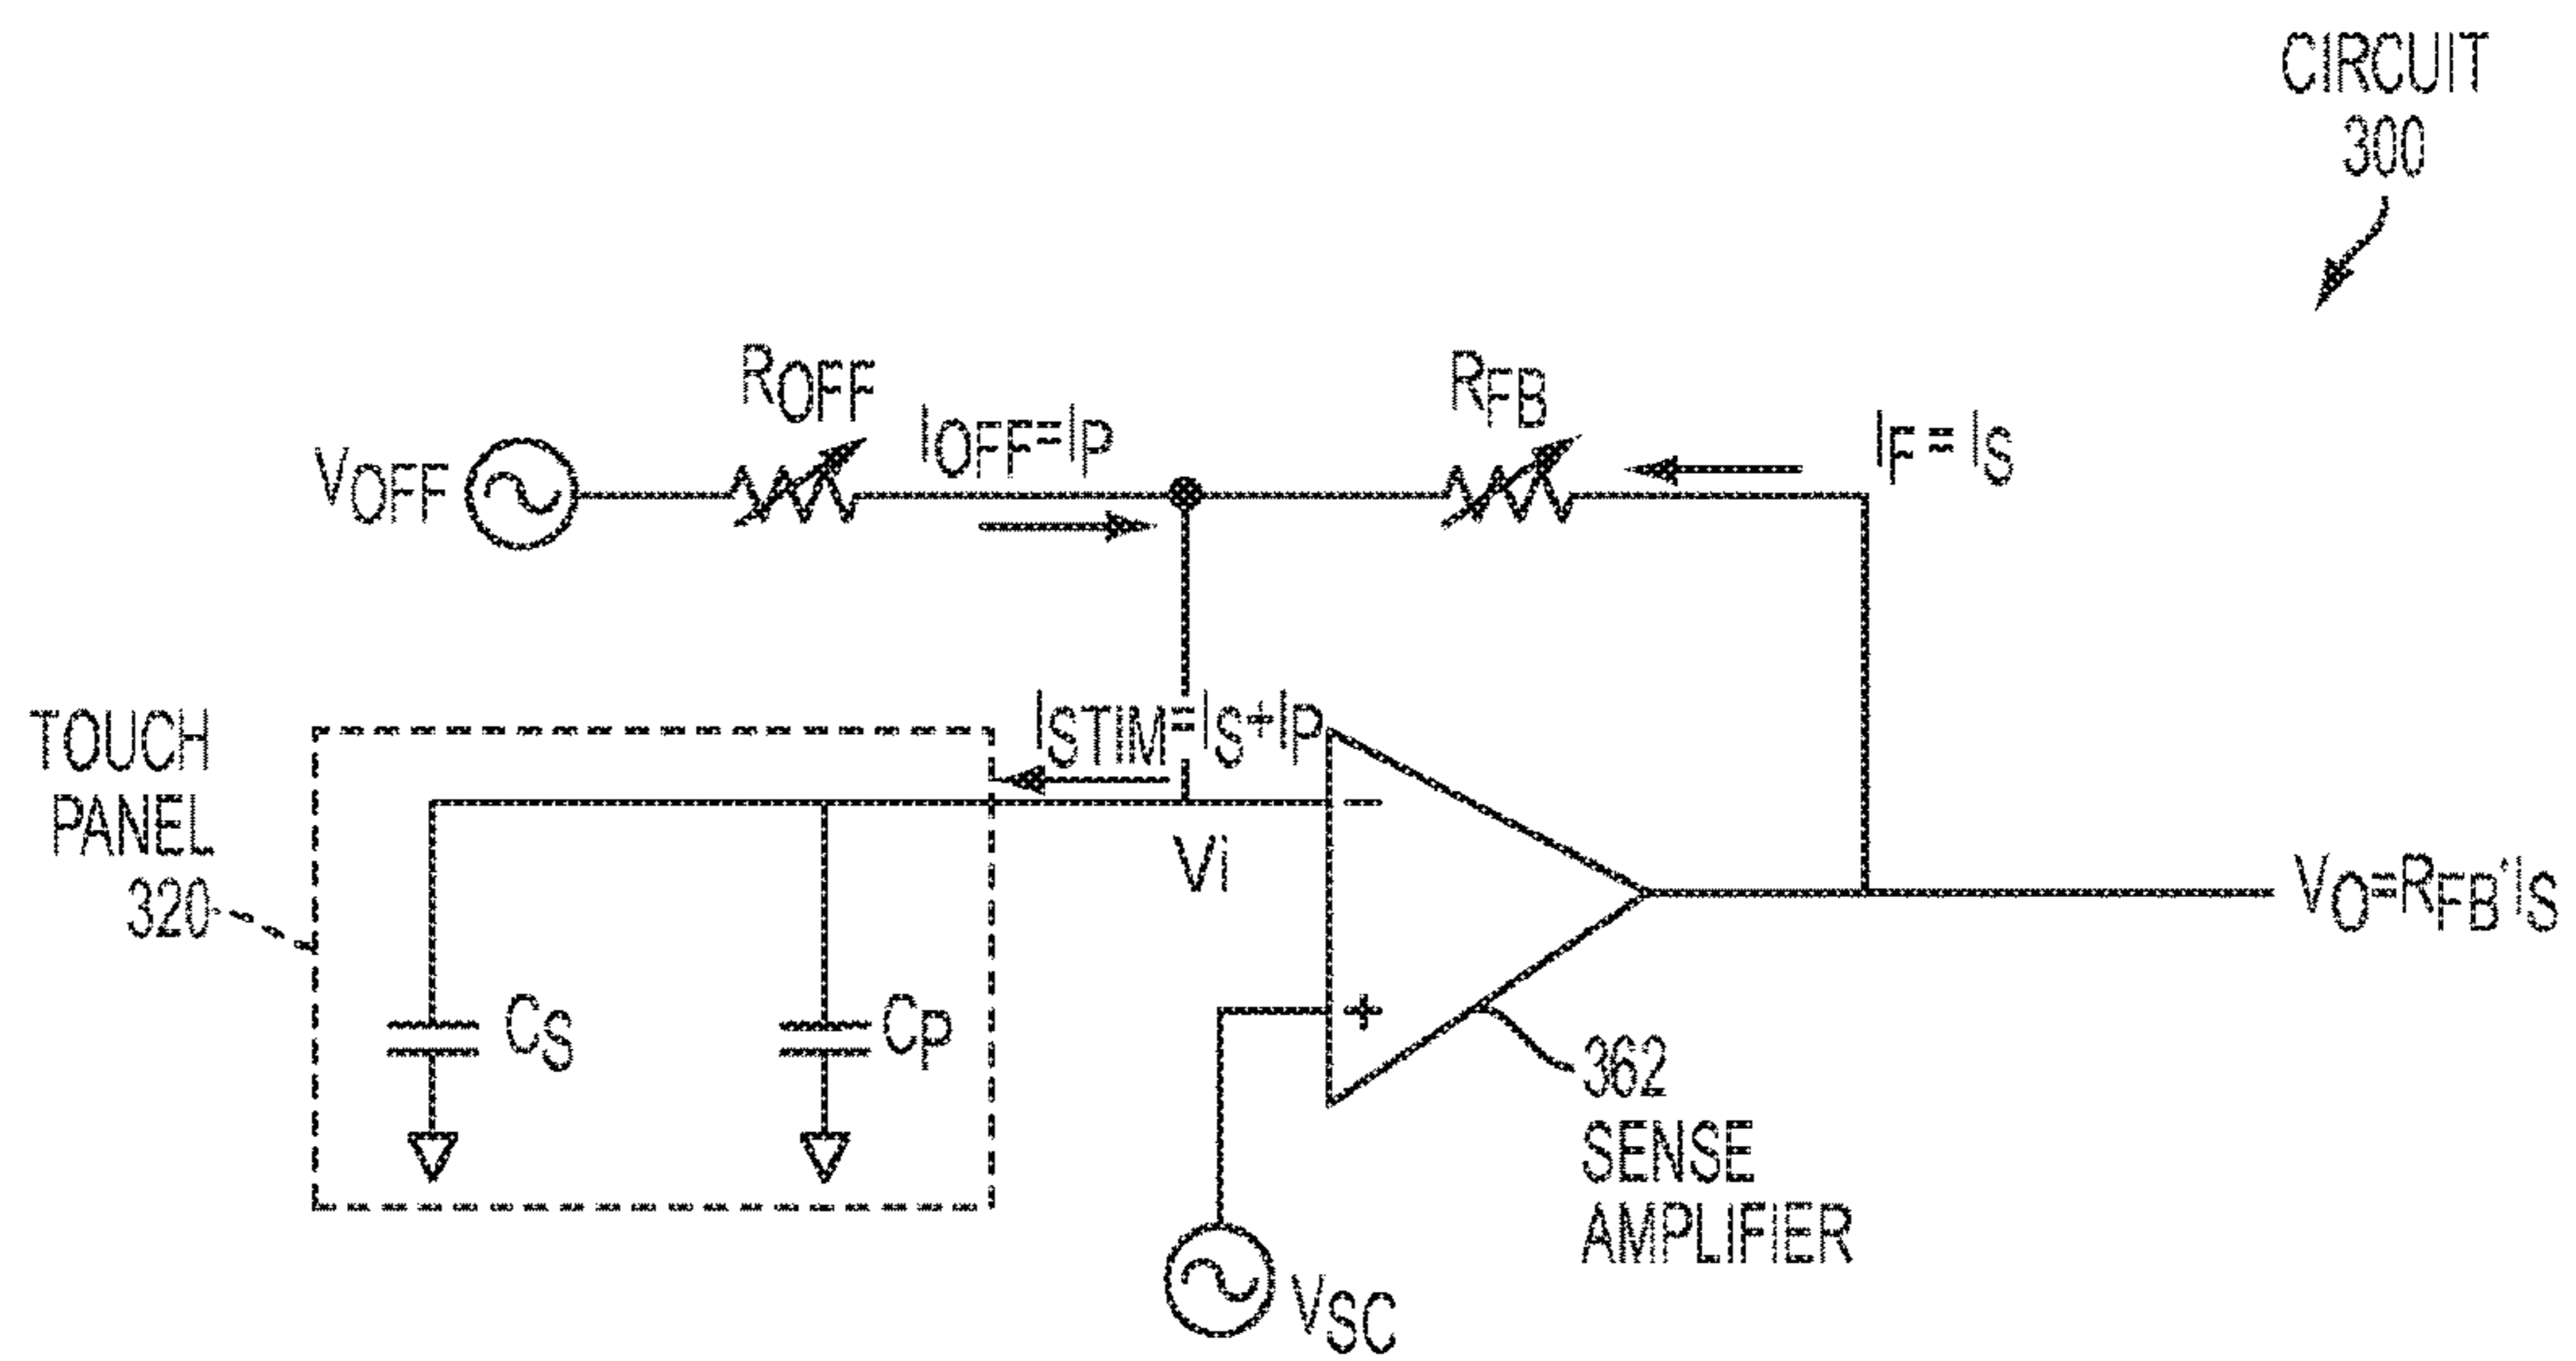 CIRCUIT
300
ROFF
IOFF=IP
RFB
IF = IS
VOFF
ISTIM=IS+IP
TOUCH
PANEL
320
Vi
−
+
VO=RFB·IS
CS
CP
362
SENSE
AMPLIFIER
VSC